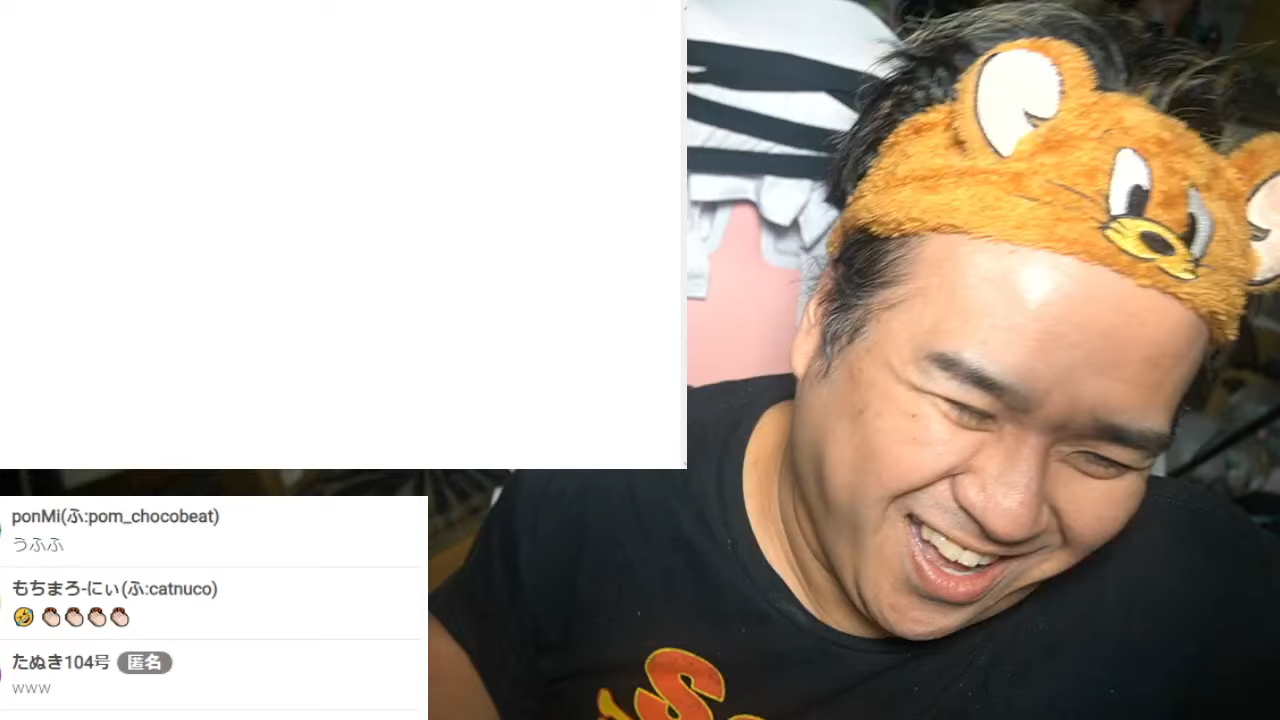 ponMi(ふ:pom_chocobeat)
うふふ
もちまろ-にぃ(ふ:catnuco)
🤣 👏👏👏👏
たぬき104号 匿名
www
S